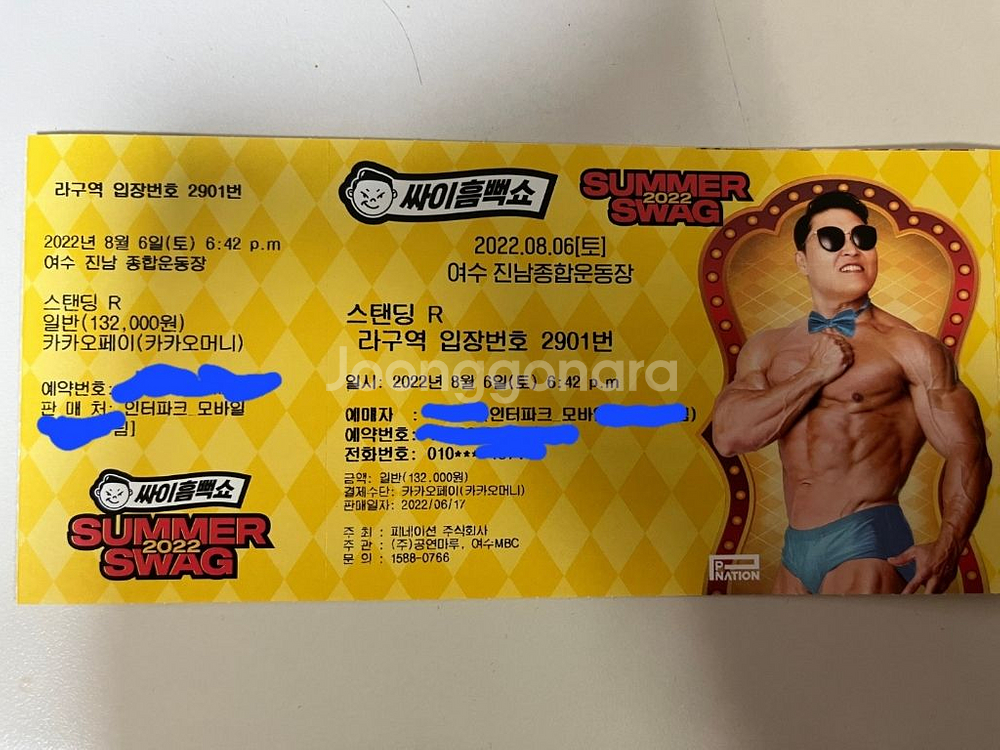 라구역 입장번호 2901번
2022년 8월 6일(토) 6:42 p.m
여수 진남 종합운동장
스탠딩 R
일반(132,000원)
카카오페이(카카오머니)
예약번호:
판 매 처: 인터파크 모바일
님]
싸이흠뻑쇼
SUMMER
2022
SWAG
싸이흠뻑쇼
SUMMER
2022
SWAG
2022.08.06[토]
여수 진남종합운동장
스탠딩 R
라구역 입장번호 2901번
Joonggonara
일시: 2022년 8월 6일(토) 6:42 p.m
예매자 : (인터파크 모바일 )
예약번호:
전화번호: 010***
금액: 일반(132.000원)
결제수단: 카카오페이(카카오머니)
판매일자: 2022/06/17
주 최 : 피네이션 주식회사
주 관 : (주)공연마루, 여수MBC
문 의 : 1588-0766
P NATION